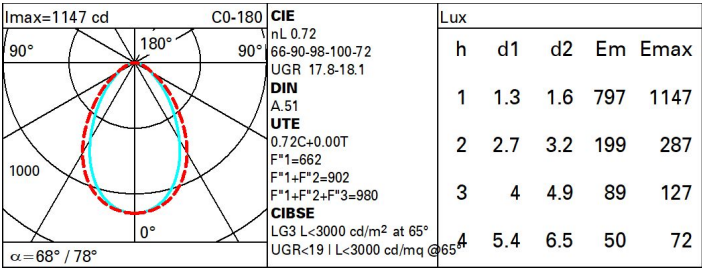 Imax=1147 cd C0-180
90° 180° 90°
1000
0°
α=68° / 78°
CIE
nL 0.72
66-90-98-100-72
UGR 17.8-18.1
DIN
A.51
UTE
0.72C+0.00T
F"1=662
F"1+F"2=902
F"1+F"2+F"3=980
CIBSE
LG3 L<3000 cd/m² at 65°
UGR<19 | L<3000 cd/mq @65°
Lux
h d1 d2 Em Emax
1 1.3 1.6 797 1147
2 2.7 3.2 199 287
3 4 4.9 89 127
4 5.4 6.5 50 72